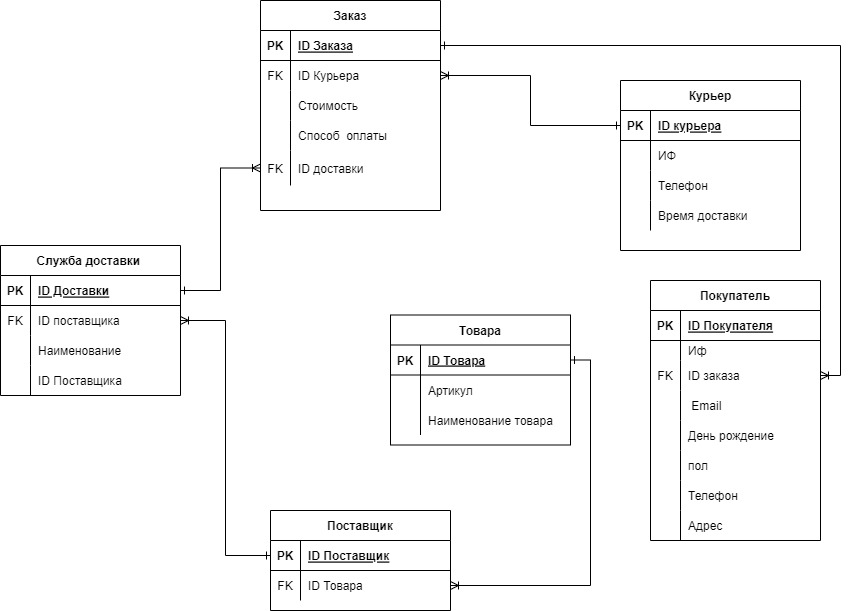 Заказ
PK ID Заказа
FK ID Курьера
Стоимость
Способ оплаты
FK ID доставки
Курьер
PK ID курьера
ИФ
Телефон
Время доставки
Служба доставки
PK ID Доставки
FK ID поставщика
Наименование
ID Поставщика
Товара
PK ID Товара
Артикул
Наименование товара
Покупатель
PK ID Покупателя
Иф
FK ID заказа
Email
День рождение
пол
Телефон
Адрес
Поставщик
PK ID Поставщик
FK ID Товара